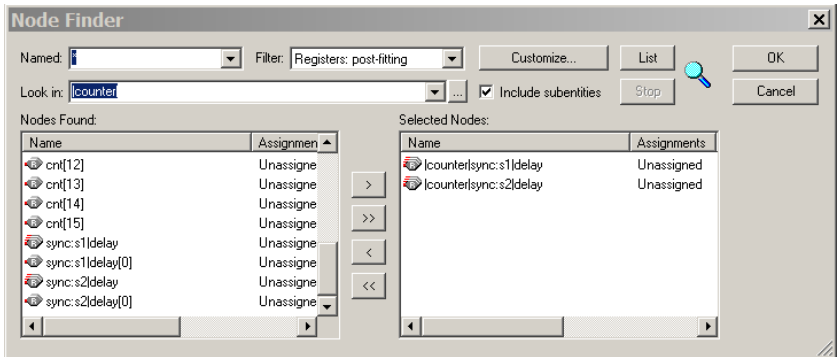 Node Finder
Named: * Filter: Registers: post-fitting Customize... List OK
Look in: |counter| ... Include subentities Stop Cancel
Nodes Found: Selected Nodes:
Name Assignmen Name Assignments
cnt[12] Unassigne |counter|sync:s1|delay Unassigned
cnt[13] Unassigne |counter|sync:s2|delay Unassigned
cnt[14] Unassigne
cnt[15] Unassigne
sync:s1|delay Unassigne
sync:s1|delay[0] Unassigne
sync:s2|delay Unassigne
sync:s2|delay[0] Unassigne
>
>>
<
<<